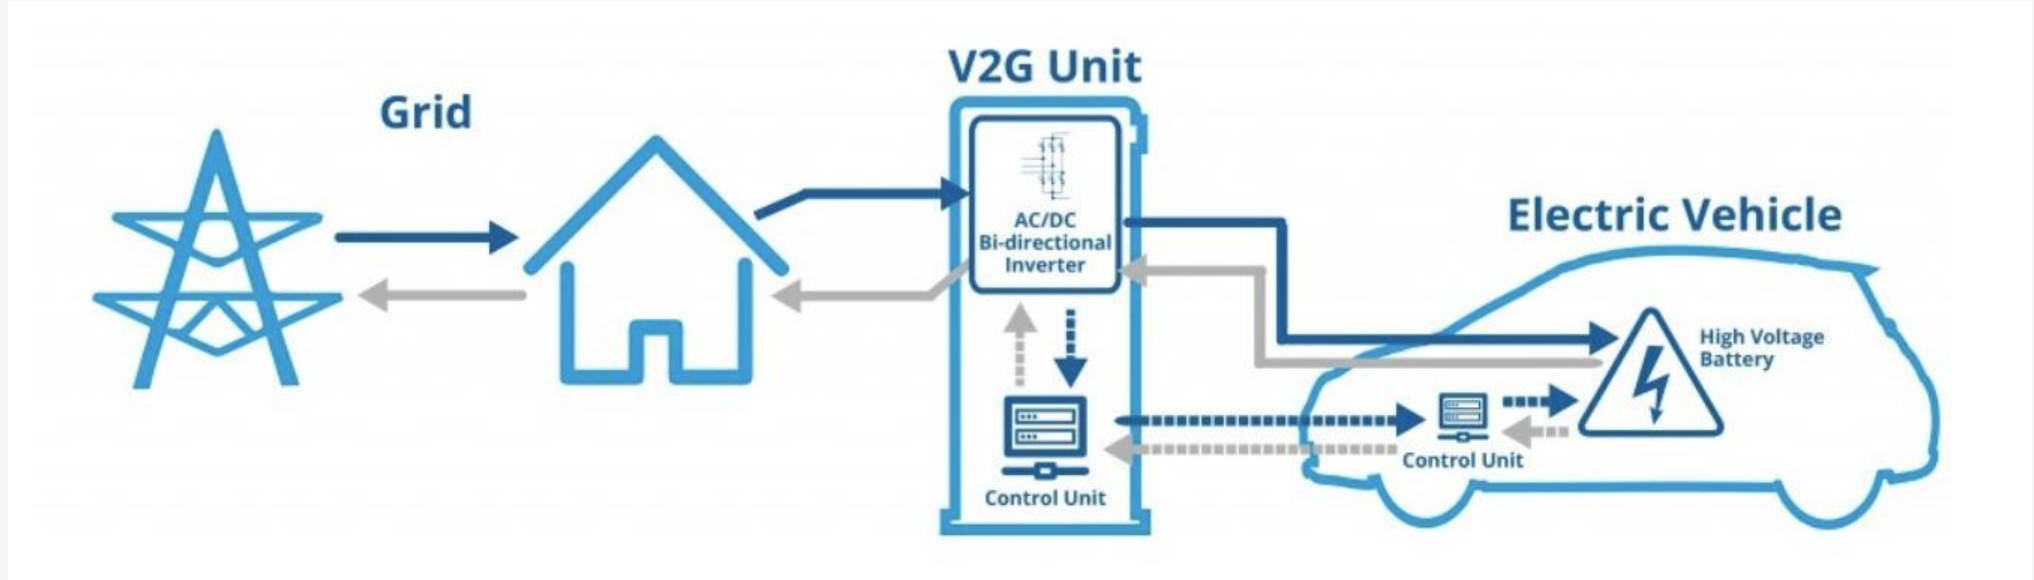 Grid
V2G Unit
AC/DC
Bi-directional
Inverter
Control Unit
Electric Vehicle
High Voltage
Battery
Control Unit